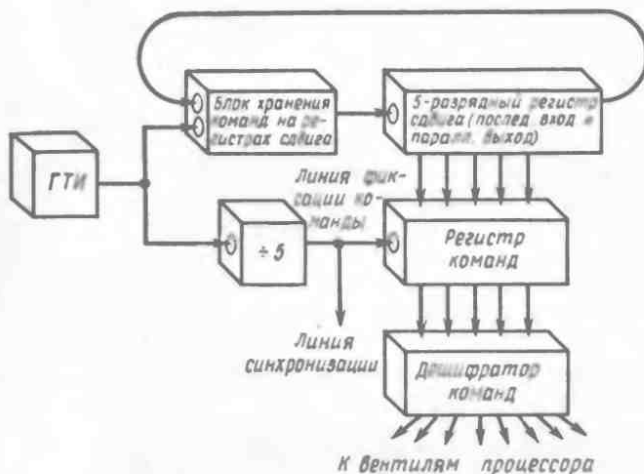 Блок хранения
команд на ре-
гистрах сдвига
5-разрядный регистр
сдвига (послед. вход и
паралл. выход)
ГТИ
Линия фик-
сации ко-
манды
÷ 5
Регистр
команд
Линия
синхронизации
Дешифратор
команд
К вентилям процессора